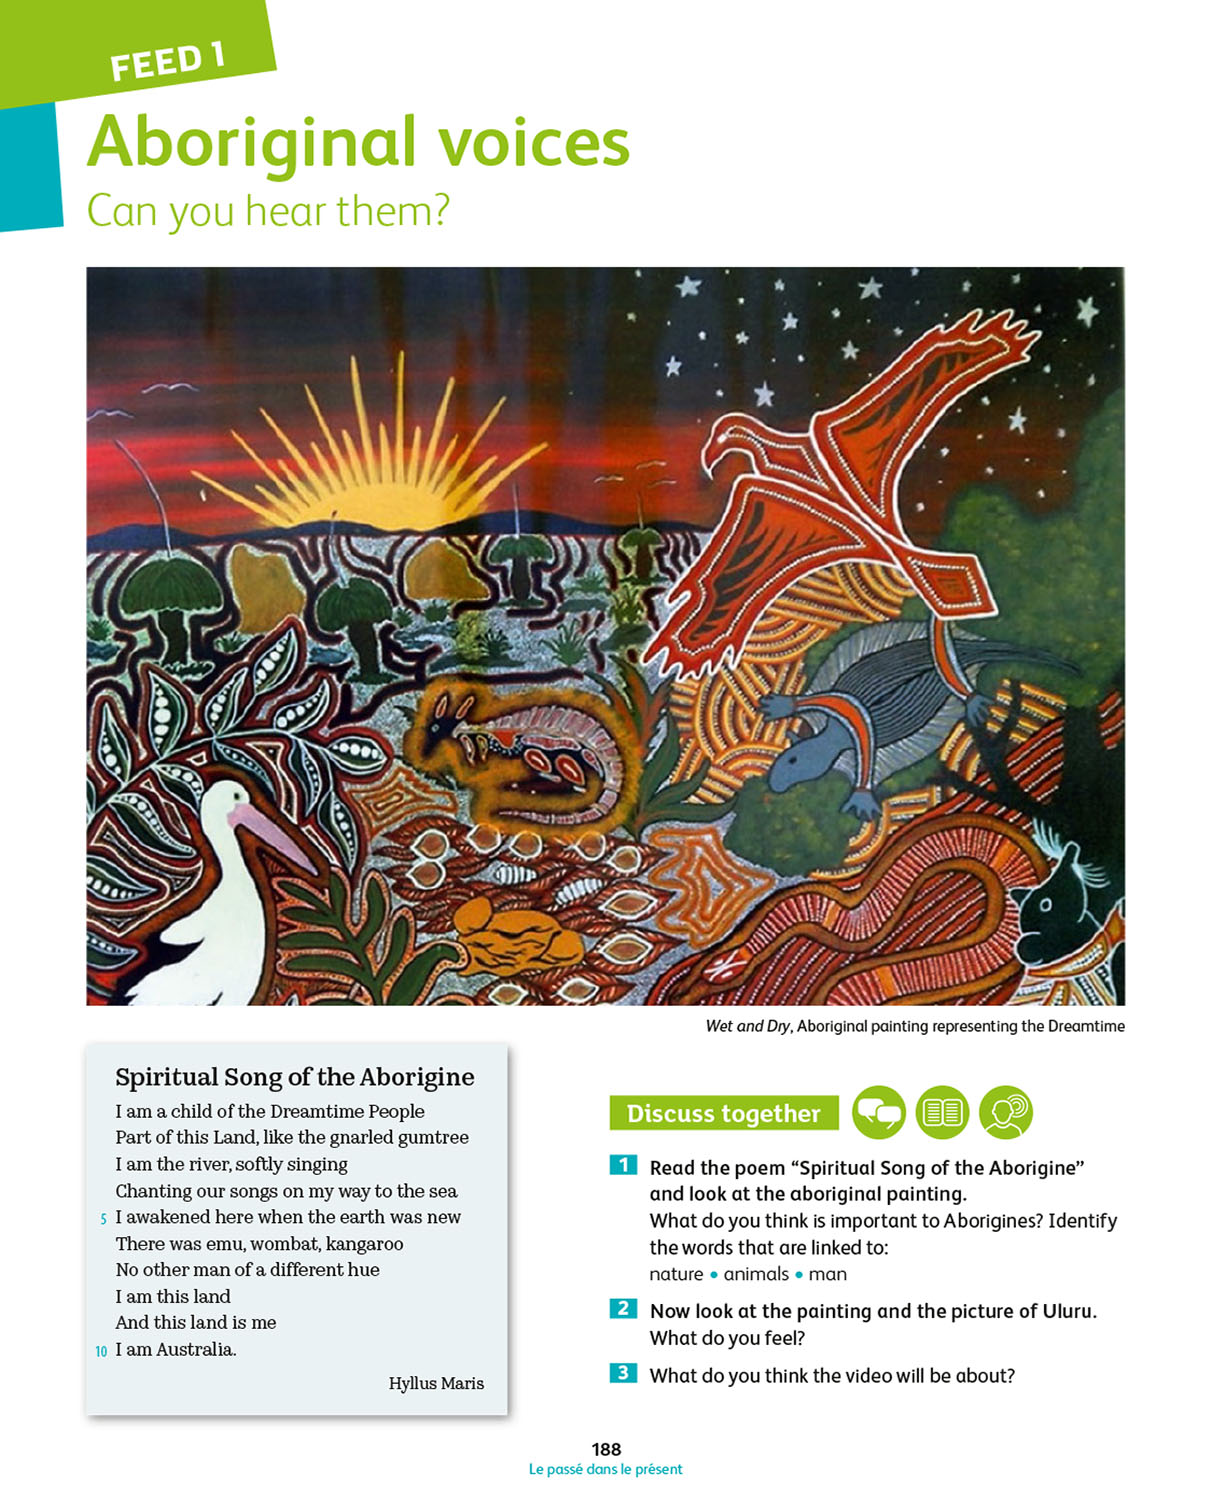 FEED 1
Aboriginal voices
Can you hear them?
Wet and Dry, Aboriginal painting representing the Dreamtime
Spiritual Song of the Aborigine
I am a child of the Dreamtime People
Part of this Land, like the gnarled gumtree
I am the river, softly singing
Chanting our songs on my way to the sea
5 I awakened here when the earth was new
There was emu, wombat, kangaroo
No other man of a different hue
I am this land
And this land is me
10 I am Australia.
Hyllus Maris
Discuss together
1 Read the poem “Spiritual Song of the Aborigine”
and look at the aboriginal painting.
What do you think is important to Aborigines? Identify
the words that are linked to:
nature • animals • man
2 Now look at the painting and the picture of Uluru.
What do you feel?
3 What do you think the video will be about?
188
Le passé dans le présent